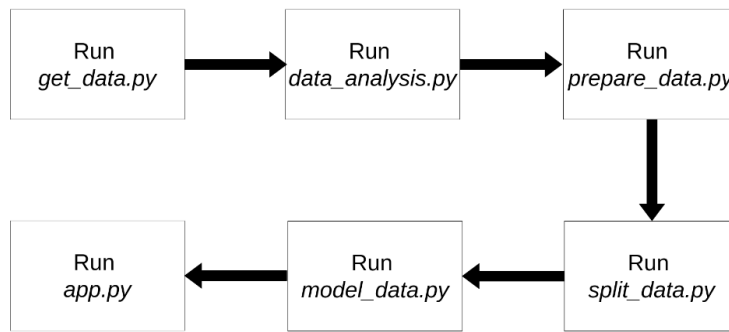 Run
get_data.py
Run
data_analysis.py
Run
prepare_data.py
Run
split_data.py
Run
model_data.py
Run
app.py